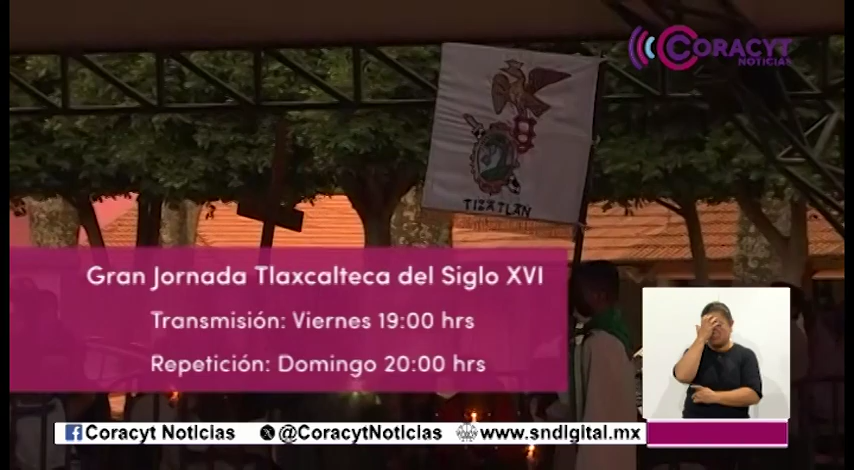 CORACYT
NOTICIAS
TIZATLÁN
Gran Jornada Tlaxcalteca del Siglo XVI
Transmisión: Viernes 19:00 hrs
Repetición: Domingo 20:00 hrs
Coracyt Noticias @CoracytNoticias www.sndigital.mx